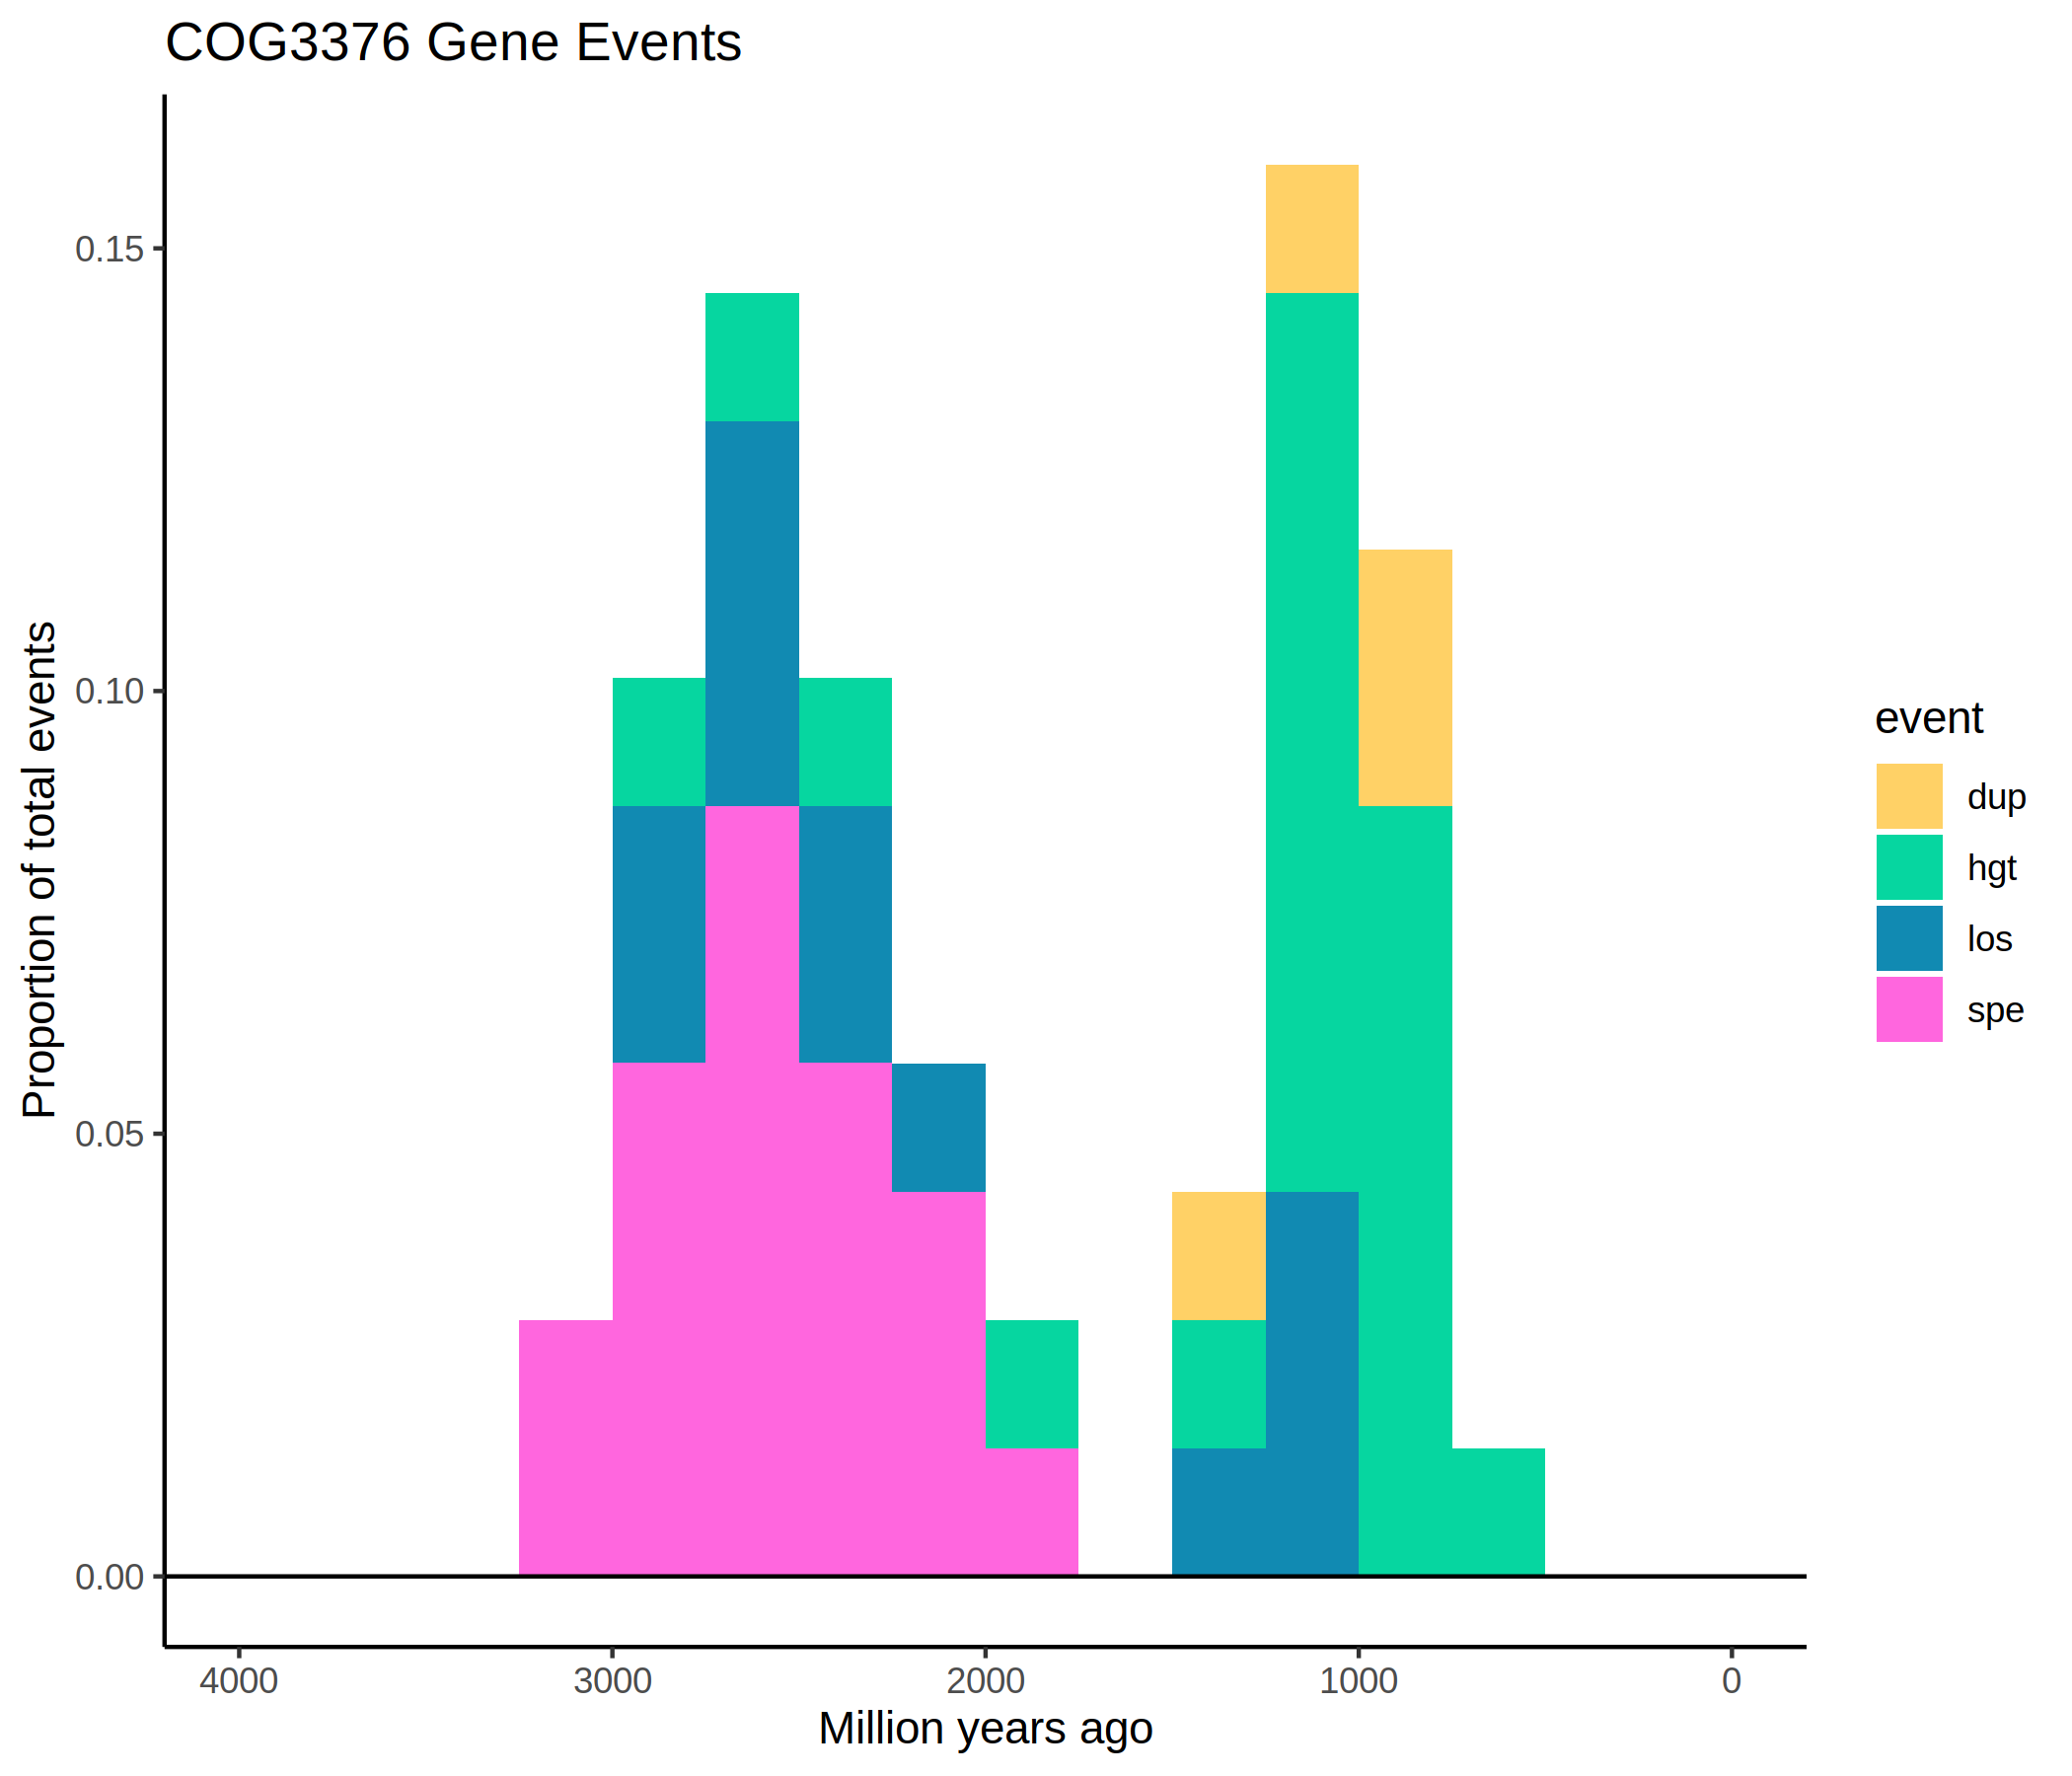 COG3376 Gene Events
Proportion of total events
0.15
0.10
0.05
0.00
4000 3000 2000 1000 0
Million years ago
event
dup
hgt
los
spe